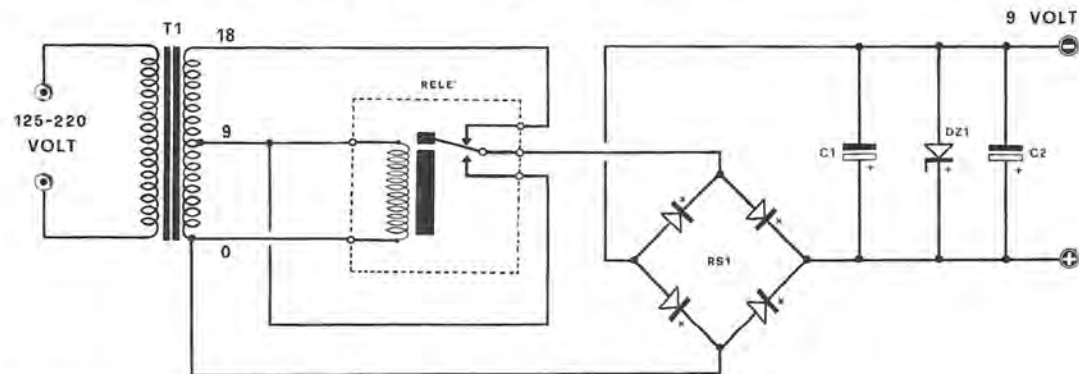 T1
18
9 VOLT
RELE'
125-220
VOLT
9
C1
+
DZ1
+
C2
+
0
RS1